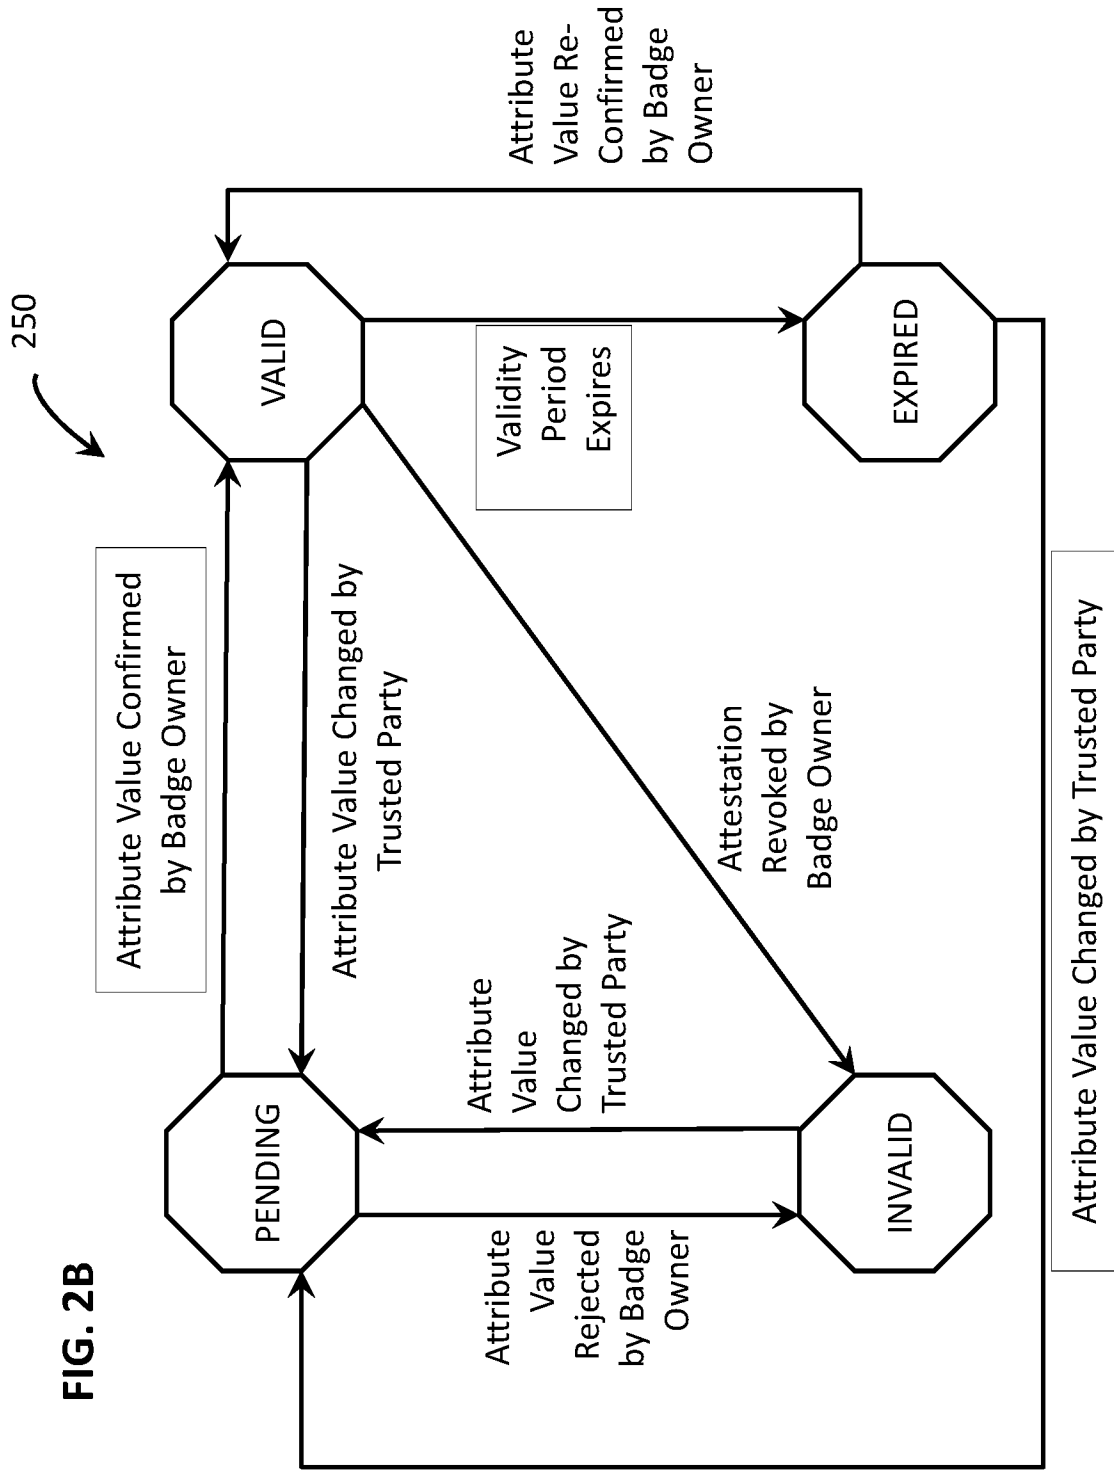 FIG. 2B
250
Attribute Value Confirmed
by Badge Owner
PENDING
VALID
Attribute Value Changed by
Trusted Party
Attribute
Value
Rejected
by Badge
Owner
Attribute
Value
Changed by
Trusted Party
Validity
Period
Expires
Attribute
Value Re-
Confirmed
by Badge
Owner
Attestation
Revoked by
Badge Owner
INVALID
EXPIRED
Attribute Value Changed by Trusted Party